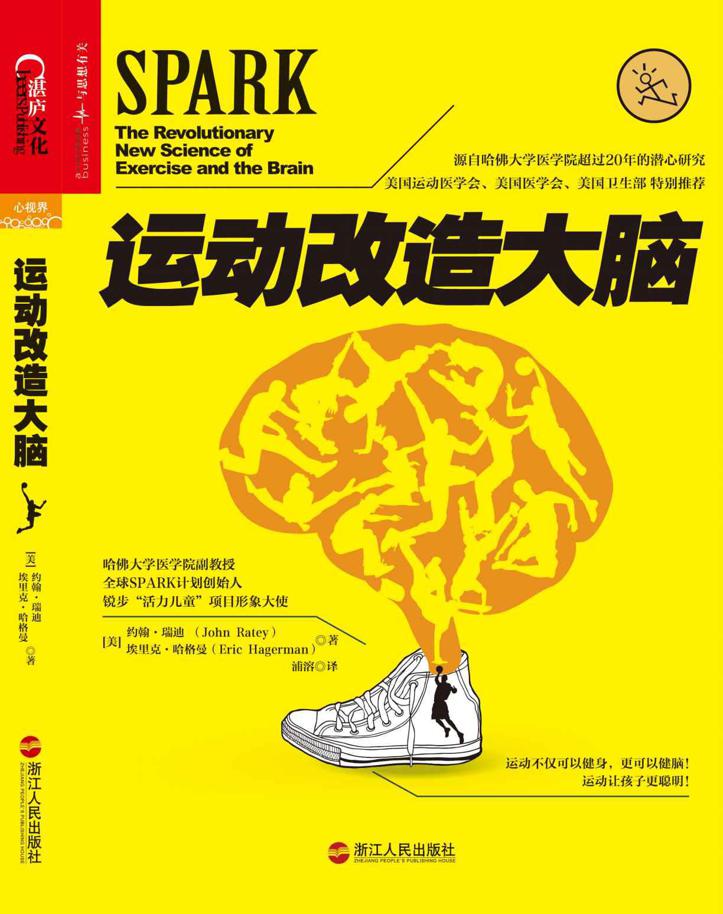 湛庐文化
Cheers Publishing
a
business
与思想有关
心视界
运动改造大脑
[美]
约翰·瑞迪
埃里克·哈格曼
◎著
浙江人民出版社
ZHEJIANG PEOPLE'S PUBLISHING HOUSE
SPARK
The Revolutionary
New Science of
Exercise and the Brain
源自哈佛大学医学院超过20年的潜心研究
美国运动医学会、美国医学会、美国卫生部 特别推荐
运动改造大脑
哈佛大学医学院副教授
全球SPARK计划创始人
锐步“活力儿童”项目形象大使
[美]
约翰·瑞迪 (John Ratey)
埃里克·哈格曼(Eric Hagerman)
◎著
浦溶◎译
运动不仅可以健身，更可以健脑！
运动让孩子更聪明！
浙江人民出版社
ZHEJIANG PEOPLE'S PUBLISHING HOUSE